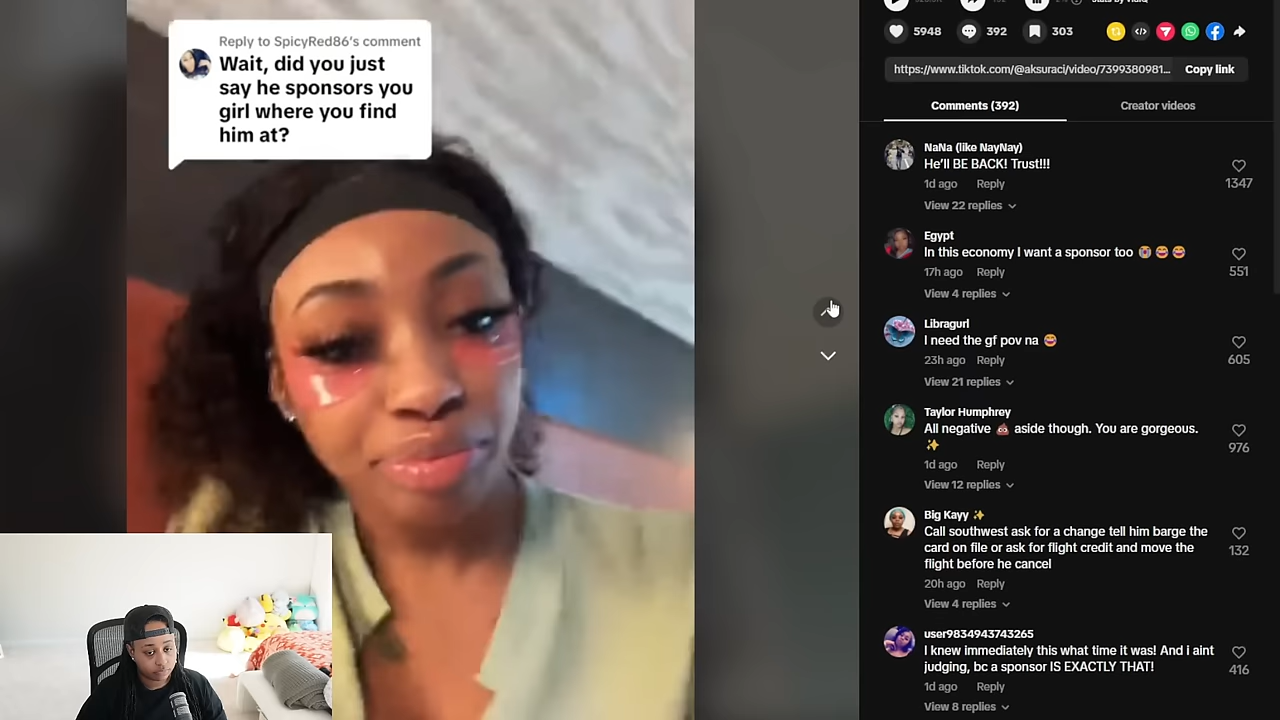 Reply to SpicyRed86's comment
Wait, did you just
say he sponsors you
girl where you find
him at?
5948
392
303
https://www.tiktok.com/@aksuraci/video/7399380981...
Copy link
Comments (392)
Creator videos
NaNa (like NayNay)
He'll BE BACK! Trust!!!
1347
1d ago Reply
View 22 replies
Egypt
In this economy I want a sponsor too 😭 😂 😂
551
17h ago Reply
View 4 replies
Libragurl
I need the gf pov na 😂
605
23h ago Reply
View 21 replies
Taylor Humphrey
All negative 💩 aside though. You are gorgeous.
✨
976
1d ago Reply
View 12 replies
Big Kayy ✨
Call southwest ask for a change tell him barge the
card on file or ask for flight credit and move the
flight before he cancel
132
20h ago Reply
View 4 replies
user9834943743265
I knew immediately this what time it was! And i aint
judging, bc a sponsor IS EXACTLY THAT!
416
1d ago Reply
View 8 replies